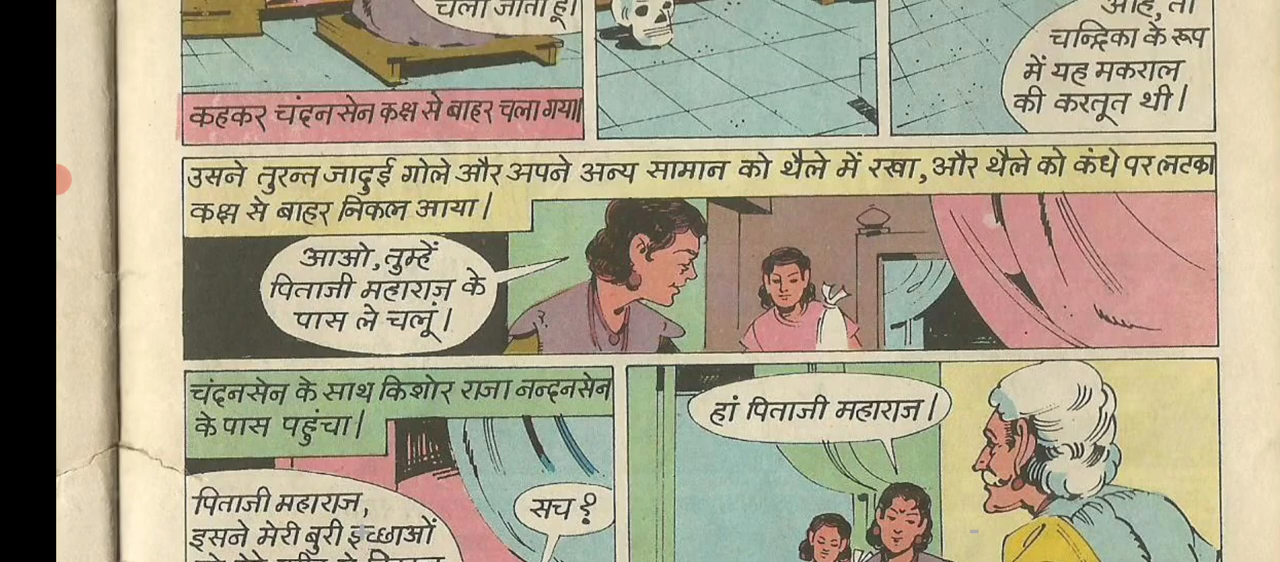 चला जाता हूं।
आह, तो
चन्द्रिका के रूप
में यह मकराल
की करतूत थी।
कहकर चंदनसेन कक्ष से बाहर चला गया।
उसने तुरन्त जादुई गोले और अपने अन्य सामान को थैले में रखा, और थैले को कंधे पर लटका
कक्ष से बाहर निकल आया।
आओ, तुम्हें
पिताजी महाराज के
पास ले चलूं।
चंदनसेन के साथ किशोर राजा नन्दनसेन
के पास पहुंचा।
पिताजी महाराज,
इसने मेरी बुरी इच्छाओं
सच ?
हां पिताजी महाराज।